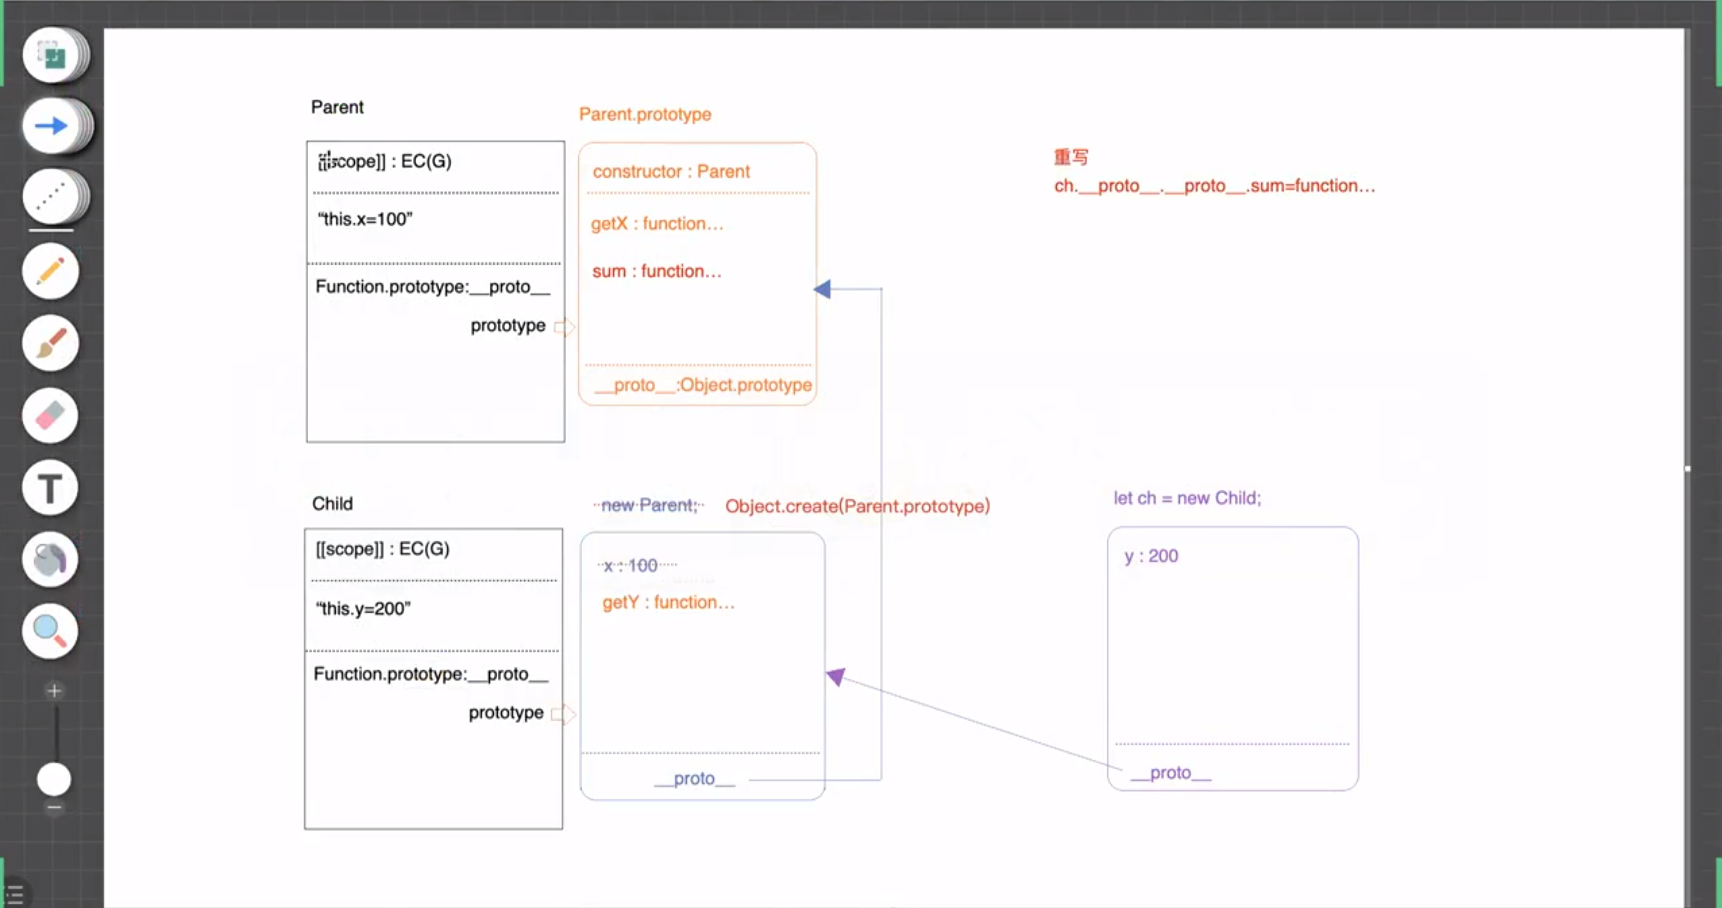 Parent
Parent.prototype
[[scope]] : EC(G)
“this.x=100”
Function.prototype:__proto__
prototype
constructor : Parent
getX : function…
sum : function…
__proto__:Object.prototype
重写
ch.__proto__.__proto__.sum=function…
Child
new Parent;
Object.create(Parent.prototype)
let ch = new Child;
[[scope]] : EC(G)
“this.y=200”
Function.prototype:__proto__
prototype
x : 100
getY : function…
__proto__
y : 200
__proto__
T